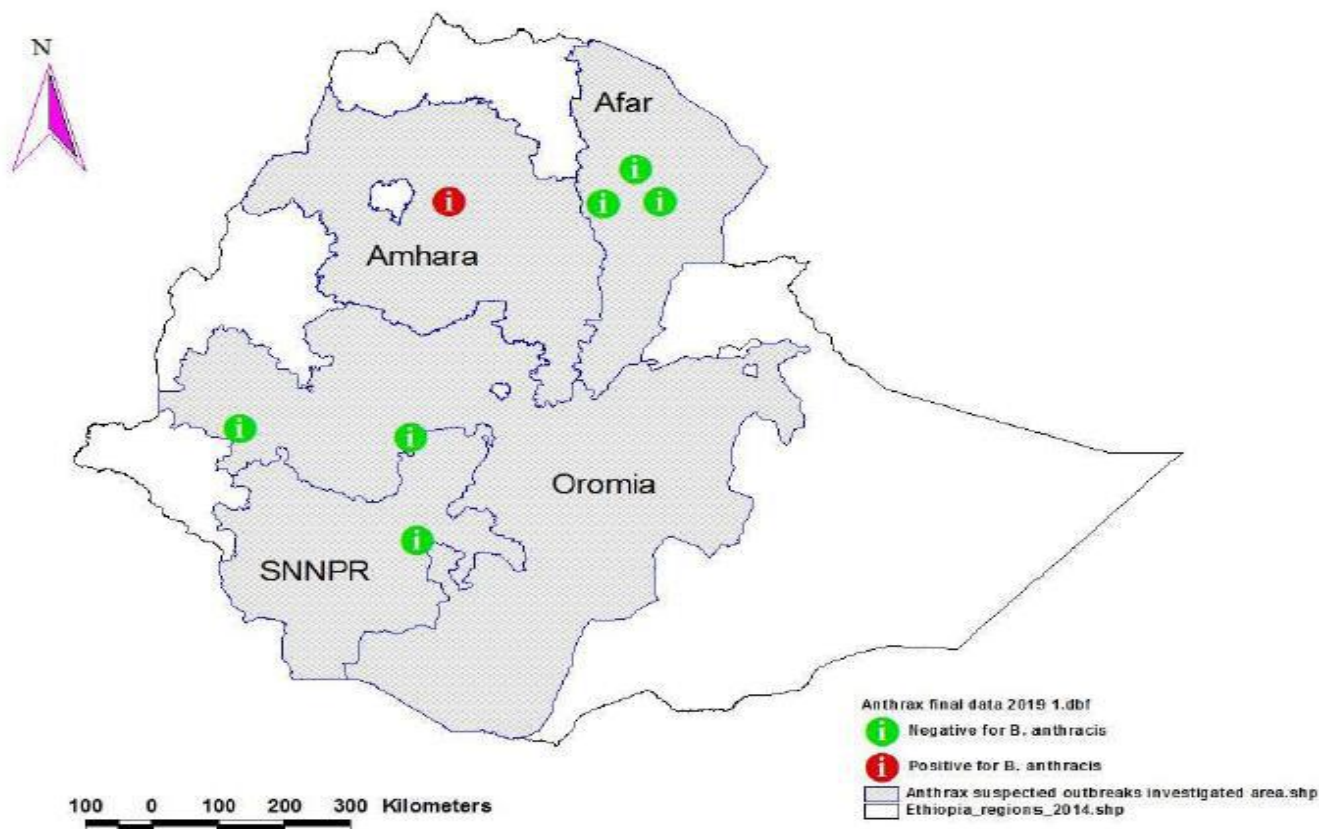 N
Afar
i
i
i
i
Amhara
i
i
Oromia
i
SNNPR
Anthrax final data 2019 1.dbf
i Negative for B. anthracis
i Positive for B. anthracis
Anthrax suspected outbreaks investigated area.shp
Ethiopia_regions_2014.shp
100 0 100 200 300 Kilometers